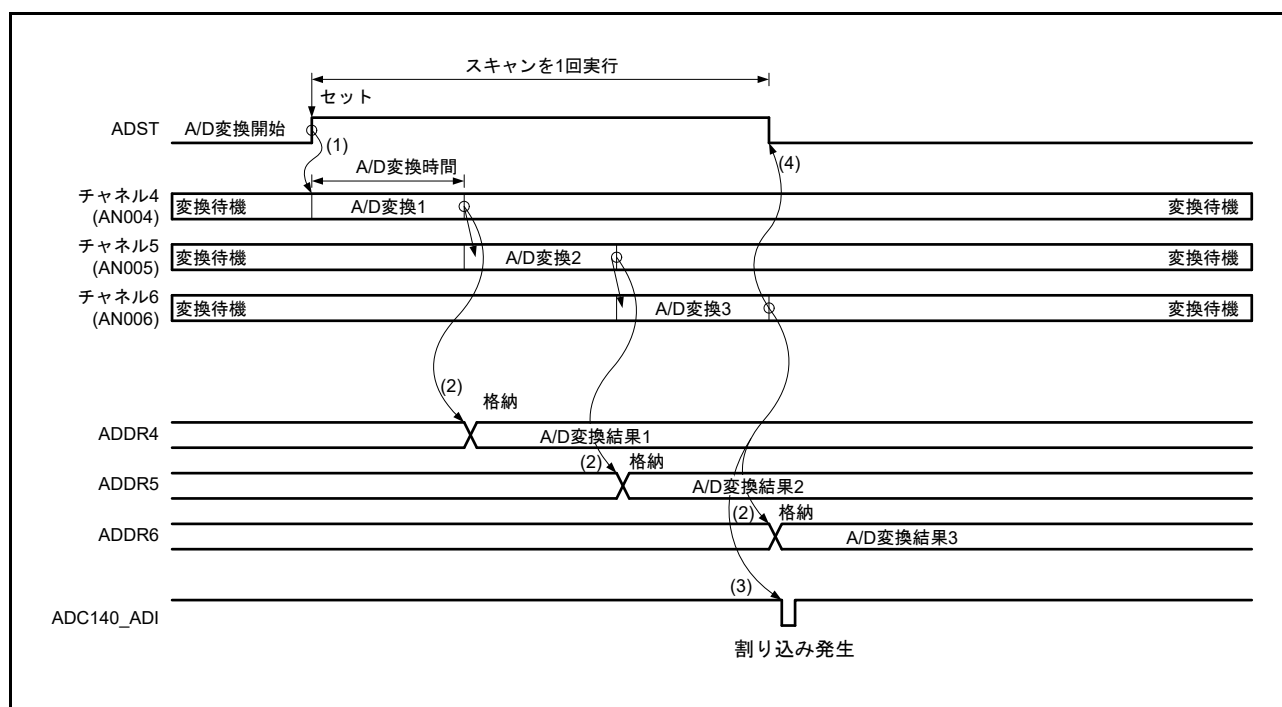 スキャンを1回実行
セット
ADST
A/D変換開始
(1)
(4)
A/D変換時間
チャネル4
(AN004)
変換待機
A/D変換1
変換待機
チャネル5
(AN005)
変換待機
A/D変換2
変換待機
チャネル6
(AN006)
変換待機
A/D変換3
変換待機
(2)
格納
ADDR4
A/D変換結果1
(2)
格納
ADDR5
A/D変換結果2
(2)
格納
ADDR6
A/D変換結果3
(3)
ADC140_ADI
割り込み発生